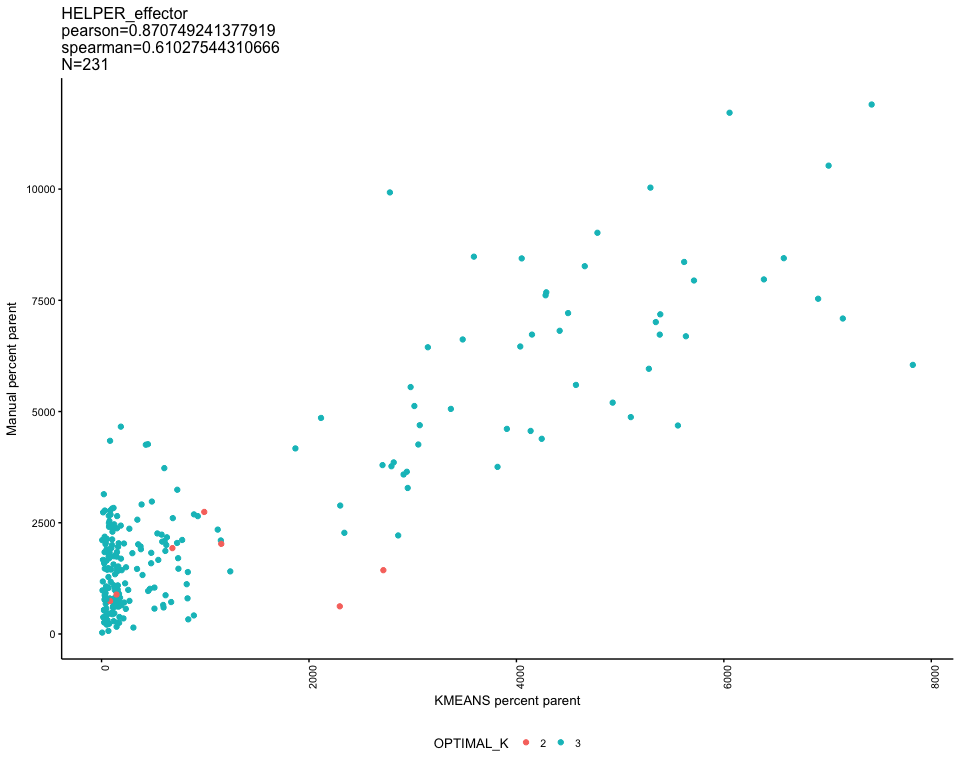 HELPER_effector
pearson=0.870749241377919
spearman=0.61027544310666
N=231
Manual percent parent
10000
7500
5000
2500
0
0
2000
4000
6000
8000
KMEANS percent parent
OPTIMAL_K 2 3